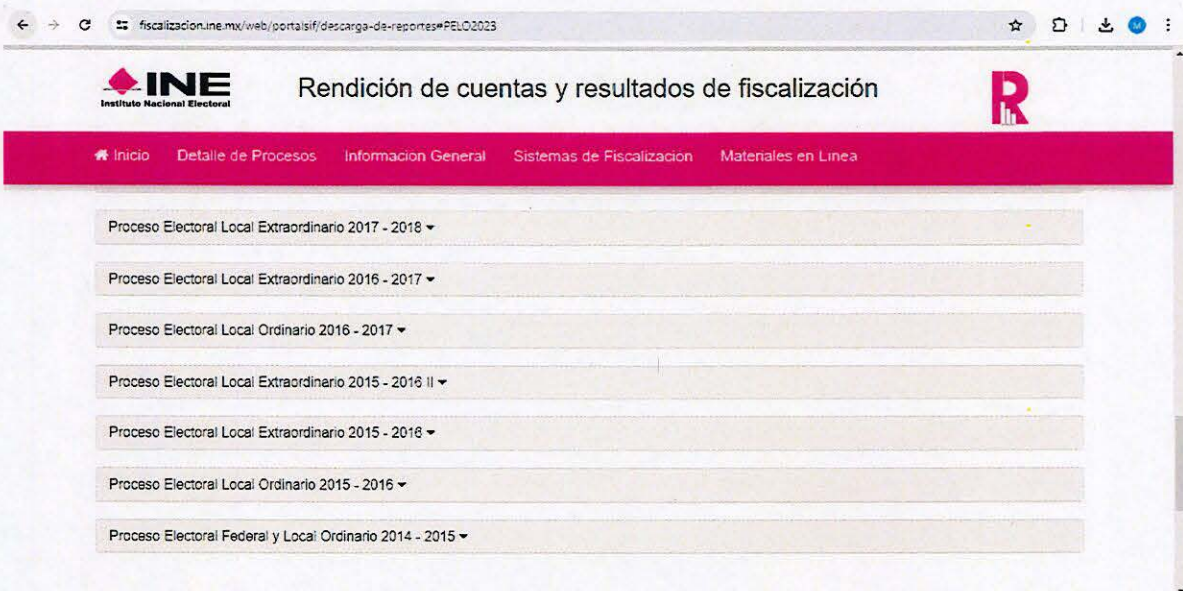 fiscalizacion.ine.mx/web/portalsif/descarga-de-reportes#PELO2023
M
INE
Instituto Nacional Electoral
Rendición de cuentas y resultados de fiscalización
R
Inicio Detalle de Procesos Informacion General Sistemas de Fiscalización Materiales en Linea
Proceso Electoral Local Extraordinario 2017 - 2018
Proceso Electoral Local Extraordinario 2016 - 2017
Proceso Electoral Local Ordinario 2016 - 2017
Proceso Electoral Local Extraordinario 2015 - 2016 II
Proceso Electoral Local Extraordinario 2015 - 2016
Proceso Electoral Local Ordinario 2015 - 2016
Proceso Electoral Federal y Local Ordinario 2014 - 2015